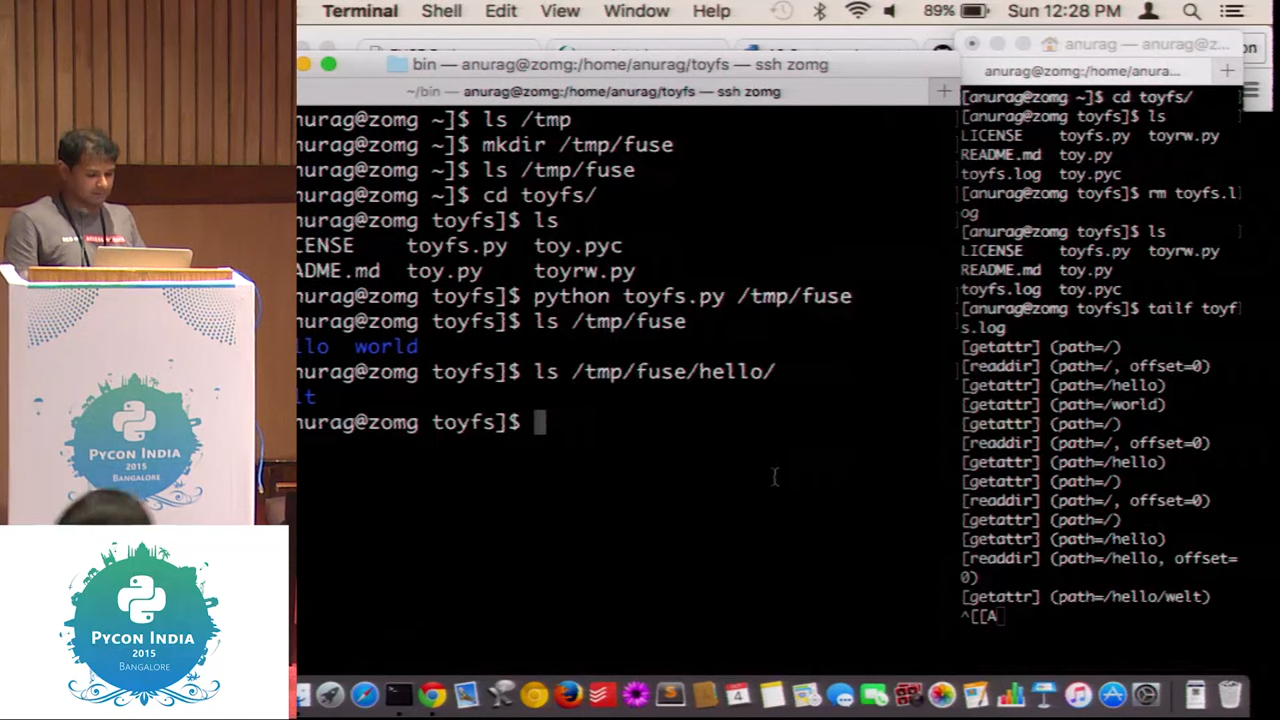 Terminal Shell Edit View Window Help 89% Sun 12:28 PM
bin — anurag@zomg:/home/anurag/toyfs — ssh zomg
~/bin — anurag@zomg:/home/anurag/toyfs — ssh zomg
nurag@zomg ~]$ ls /tmp
nurag@zomg ~]$ mkdir /tmp/fuse
nurag@zomg ~]$ ls /tmp/fuse
nurag@zomg ~]$ cd toyfs/
nurag@zomg toyfs]$ ls
CENSE toyfs.py toy.pyc
ADME.md toy.py toyrw.py
nurag@zomg toyfs]$ python toyfs.py /tmp/fuse
nurag@zomg toyfs]$ ls /tmp/fuse
llo world
nurag@zomg toyfs]$ ls /tmp/fuse/hello/
lt
nurag@zomg toyfs]$
anurag — anurag@z...
on
anurag@zomg:/home/anura...
[anurag@zomg ~]$ cd toyfs/
[anurag@zomg toyfs]$ ls
LICENSE toyfs.py toyrw.py
README.md toy.py
toyfs.log toy.pyc
[anurag@zomg toyfs]$ rm toyfs.l
og
[anurag@zomg toyfs]$ ls
LICENSE toyfs.py toyrw.py
README.md toy.py
toyfs.log toy.pyc
[anurag@zomg toyfs]$ tailf toyf
s.log
[getattr] (path=/)
[readdir] (path=/, offset=0)
[getattr] (path=/hello)
[getattr] (path=/world)
[getattr] (path=/)
[readdir] (path=/, offset=0)
[getattr] (path=/hello)
[getattr] (path=/)
[readdir] (path=/, offset=0)
[getattr] (path=/)
[getattr] (path=/hello)
[readdir] (path=/hello, offset=
0)
[getattr] (path=/hello/welt)
^[[A
4
PYCON INDIA
2015
BANGALORE
PYCON INDIA
2015
BANGALORE